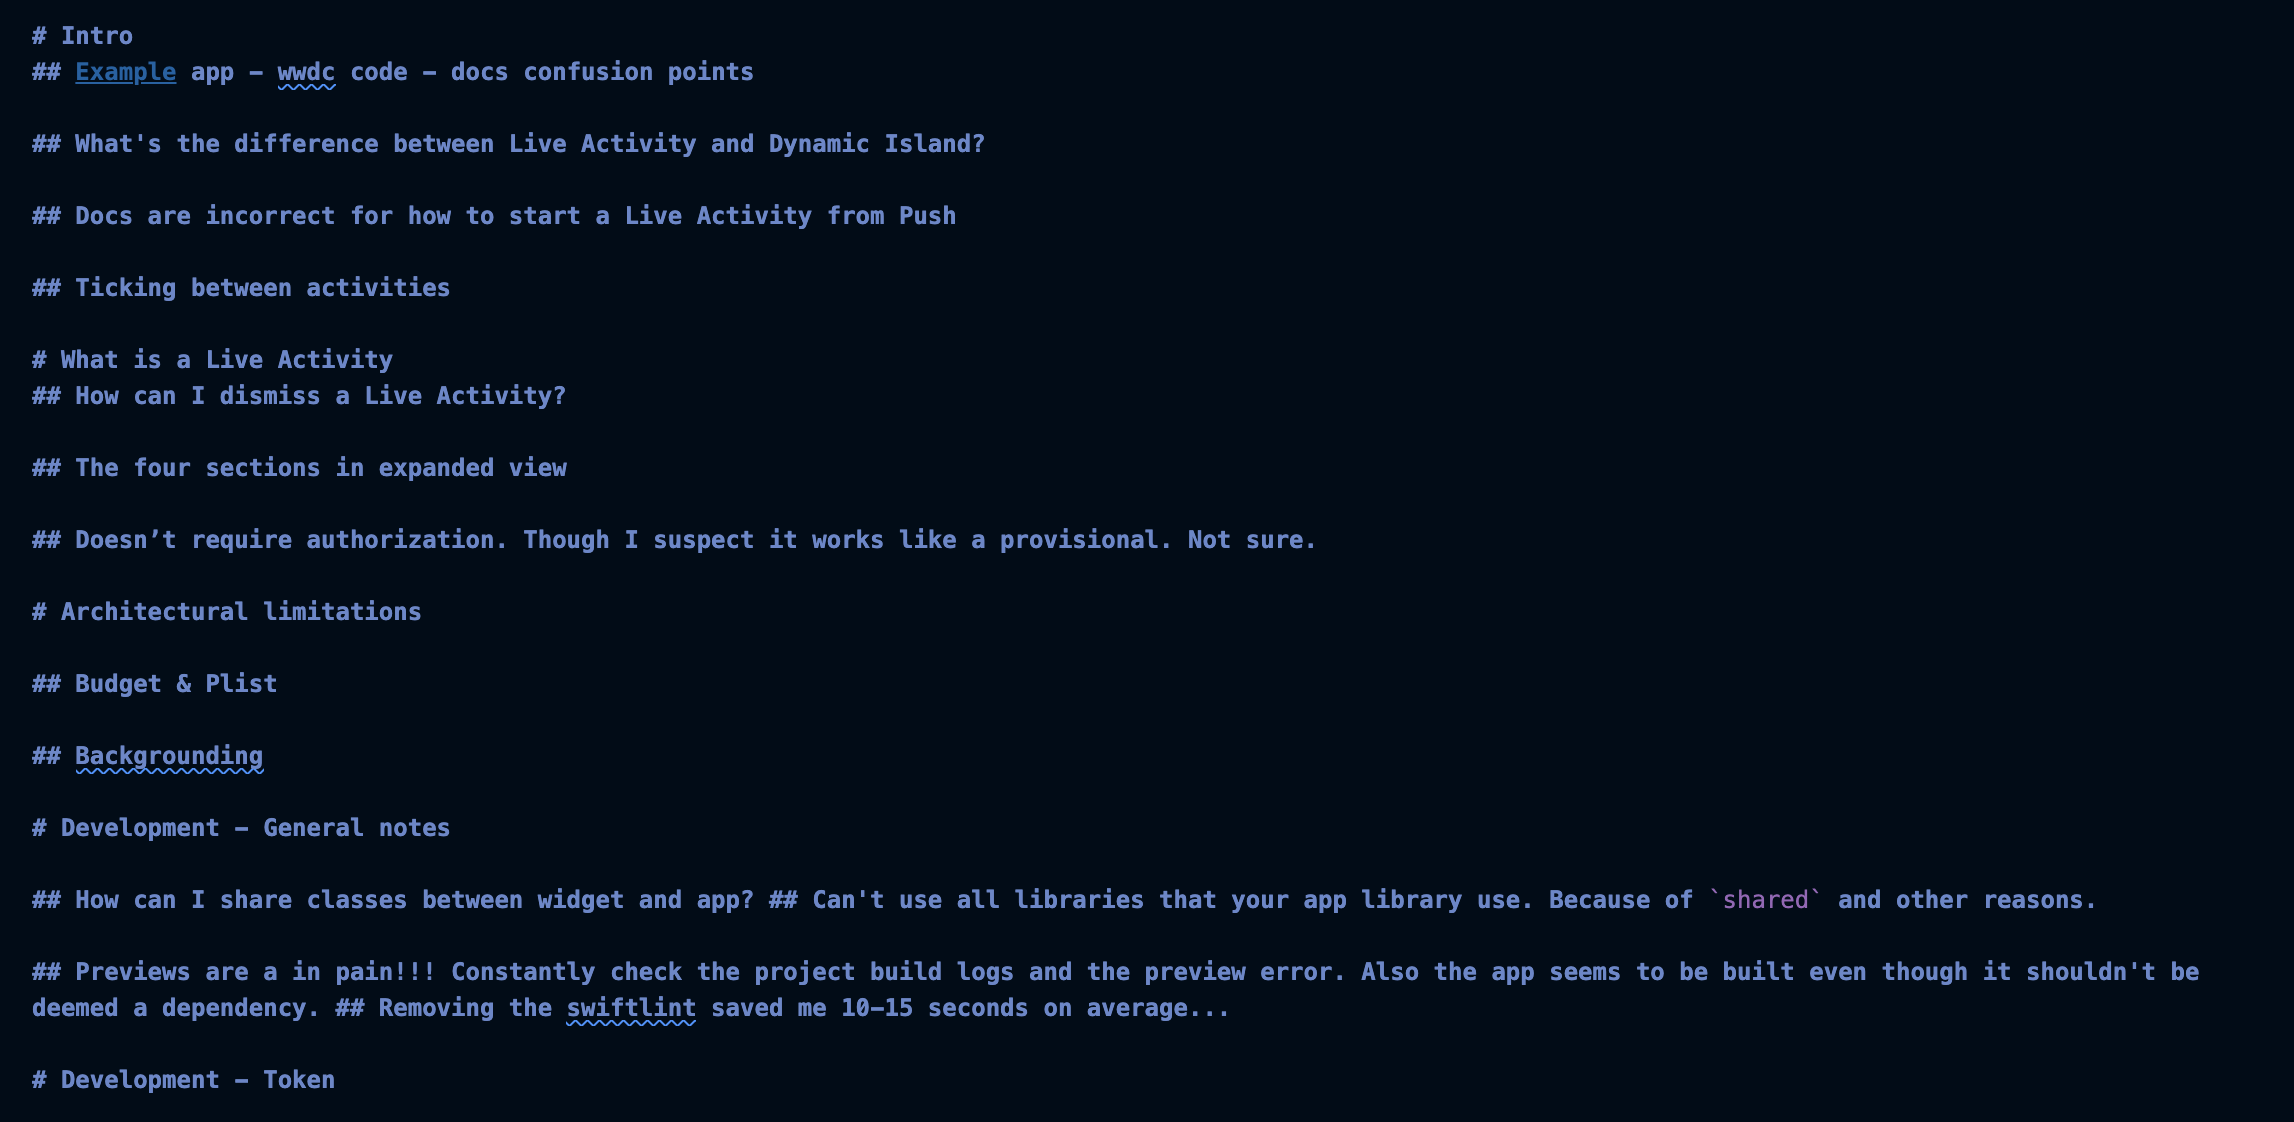 # Intro
## Example app - wwdc code - docs confusion points
## What's the difference between Live Activity and Dynamic Island?
## Docs are incorrect for how to start a Live Activity from Push
## Ticking between activities
# What is a Live Activity
## How can I dismiss a Live Activity?
## The four sections in expanded view
## Doesn’t require authorization. Though I suspect it works like a provisional. Not sure.
# Architectural limitations
## Budget & Plist
## Backgrounding
# Development - General notes
## How can I share classes between widget and app? ## Can't use all libraries that your app library use. Because of `shared` and other reasons.
## Previews are a in pain!!! Constantly check the project build logs and the preview error. Also the app seems to be built even though it shouldn't be
deemed a dependency. ## Removing the swiftlint saved me 10-15 seconds on average...
# Development - Token